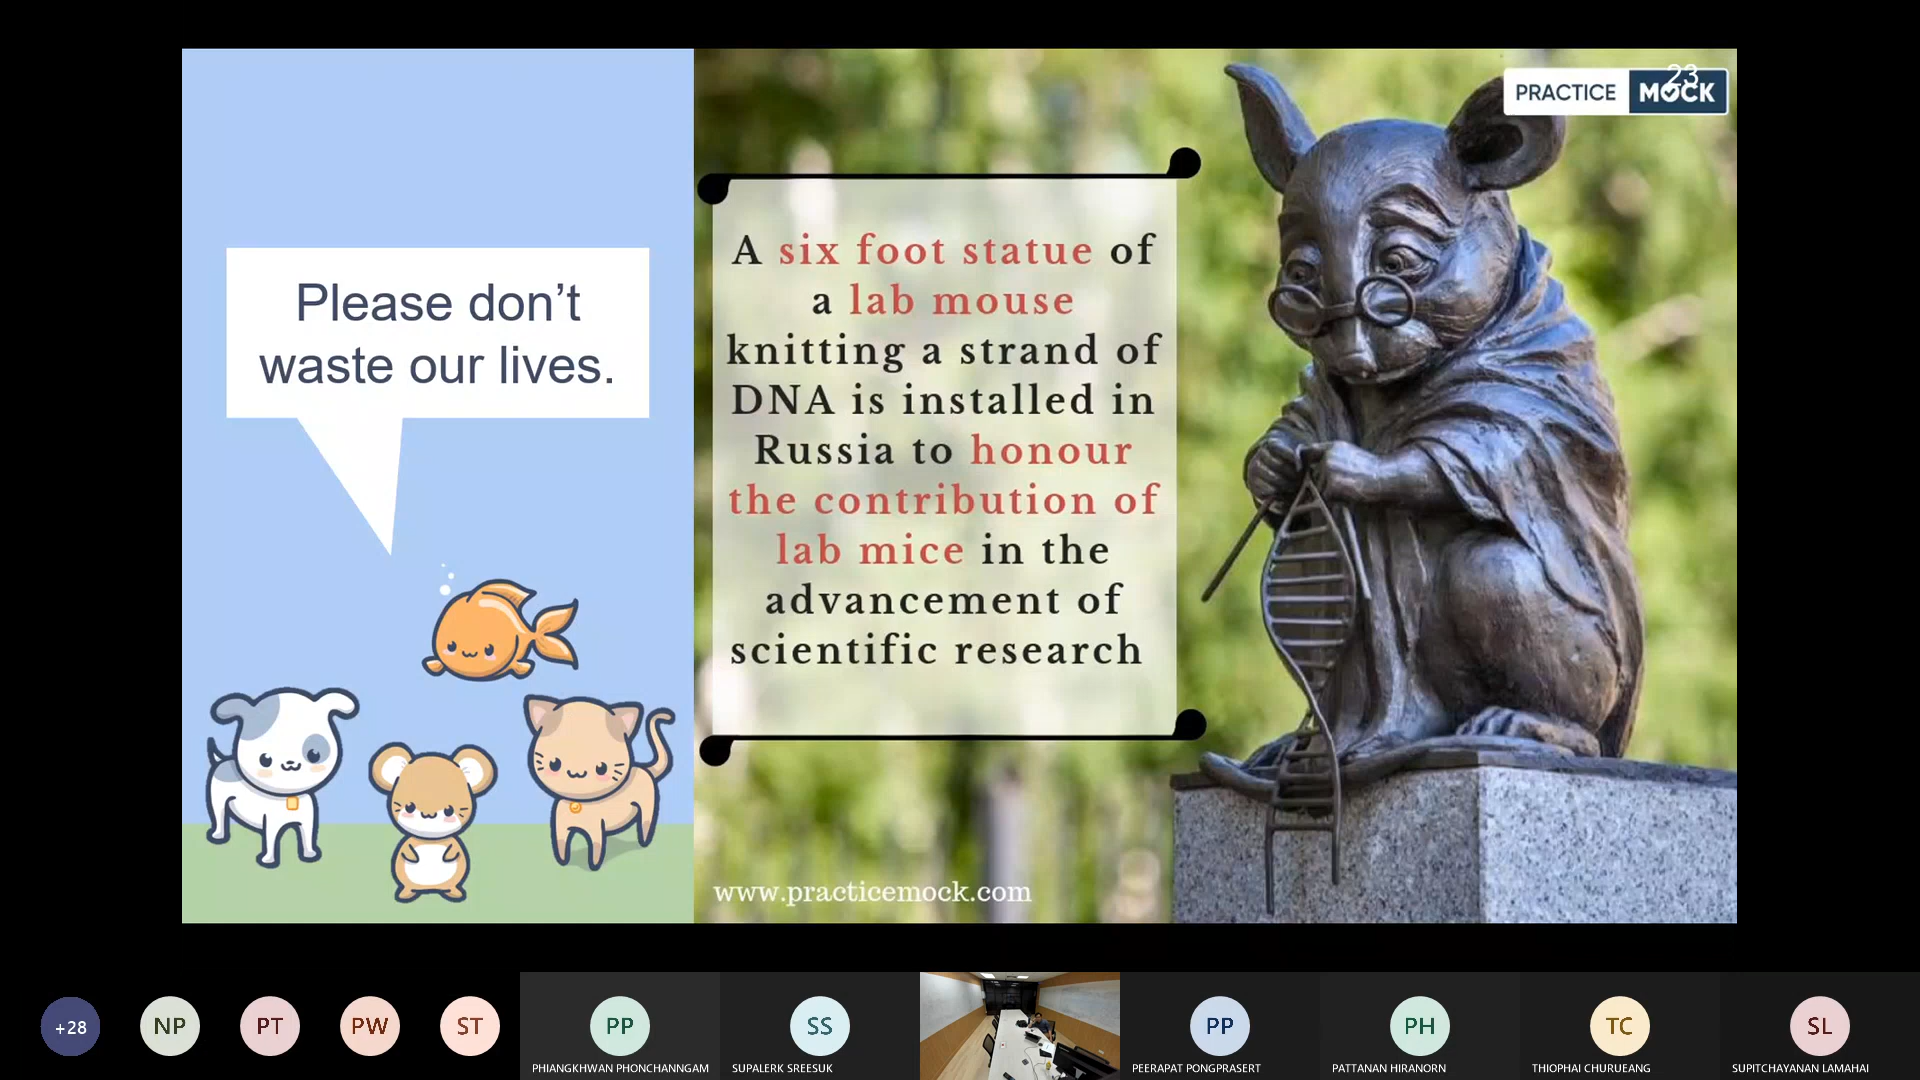 Please don’t
waste our lives.
A six foot statue of
a lab mouse
knitting a strand of
DNA is installed in
Russia to honour
the contribution of
lab mice in the
advancement of
scientific research
www.practicemock.com
PRACTICE MOCK
23
+28
NP
PT
PW
ST
PP
PHIANGKHWAN PHONCHANNGAM
SS
SUPALERK SREESUK
PP
PEERAPAT PONGPRASERT
PH
PATTANAN HIRANORN
TC
THIOPHAI CHURUEANG
SL
SUPITCHAYANAN LAMAHAI